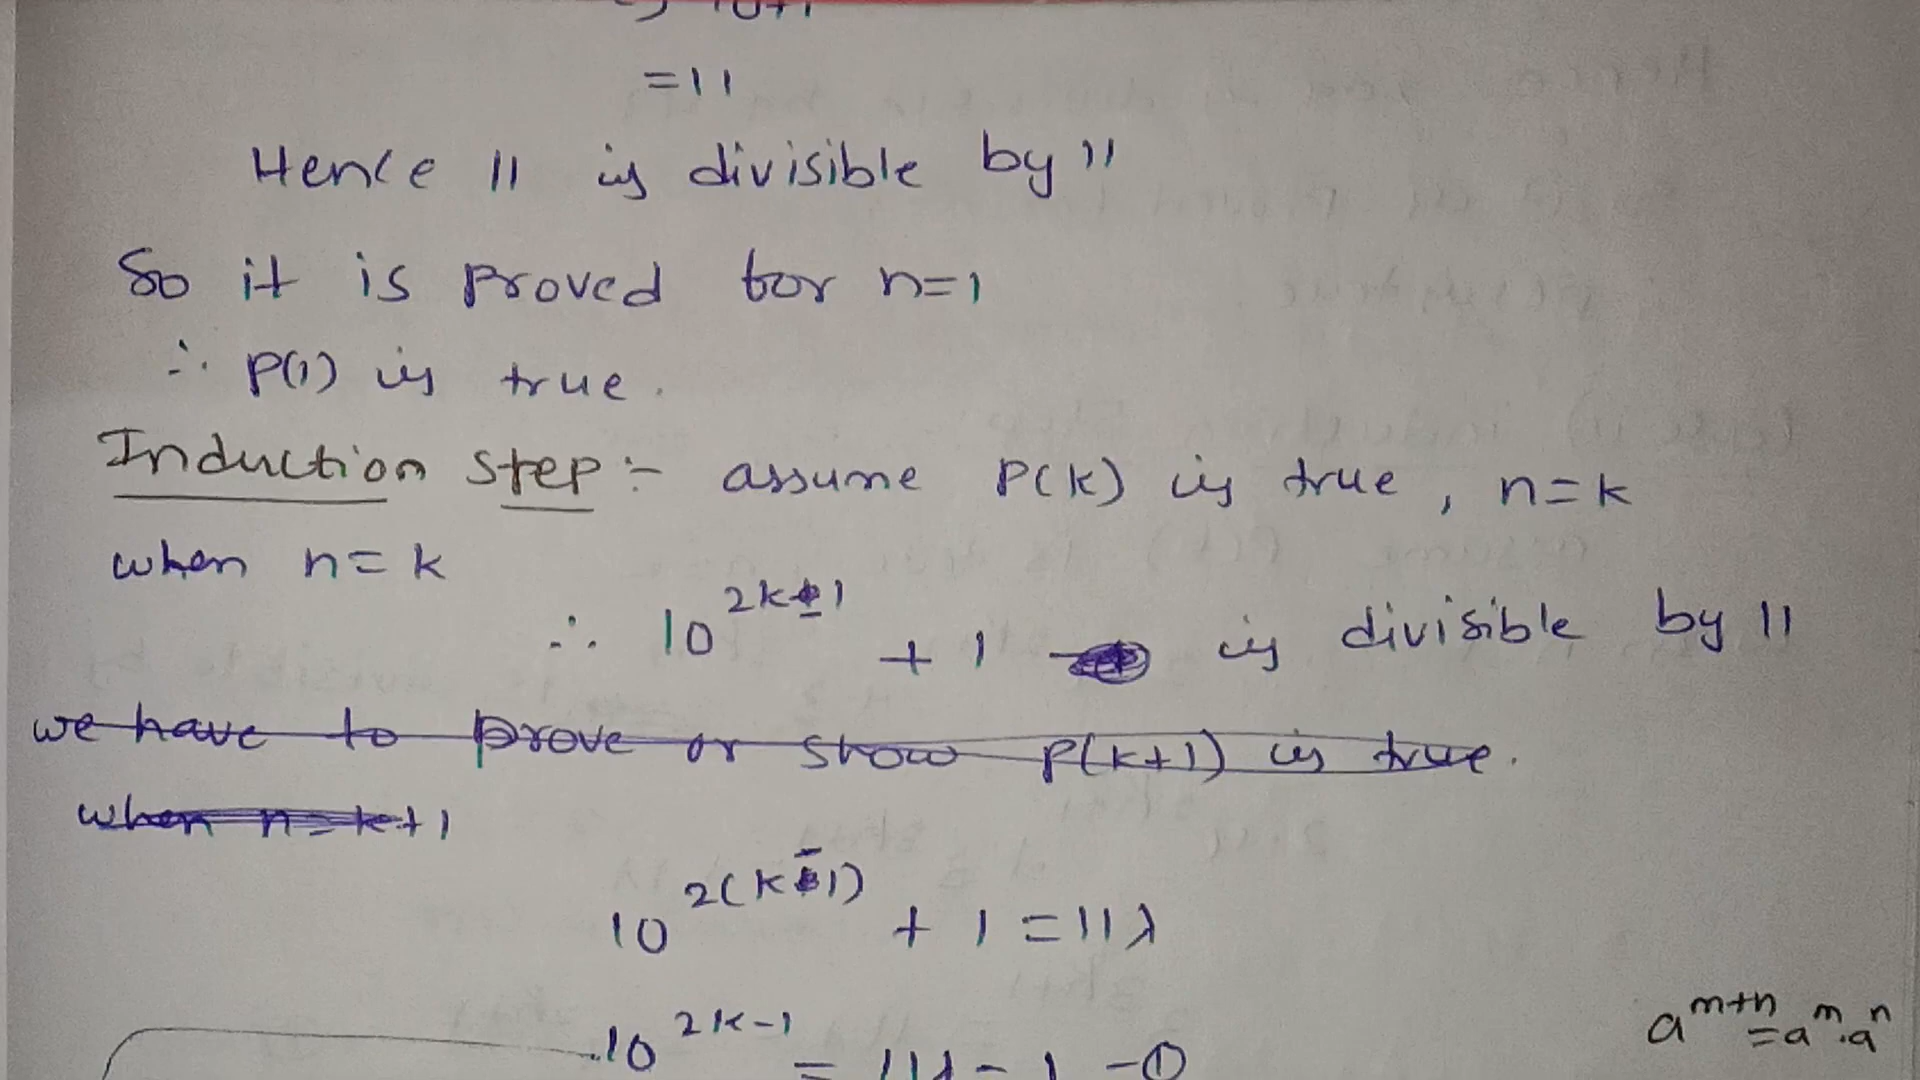 =11
Hence 11 is divisible by 11
So it is proved for n=1
∴ P(1) is true.
Induction step :- assume P(k) is true, n=k
when n=k
∴ 10^{2k-1} + 1 is divisible by 11
we have to prove or show P(k+1) is true.
when n=k+1
10^{2(k-1)} + 1 = 11λ
10^{2k-1} = 11λ - 1 -①
a^{m+n} = a^m.a^n